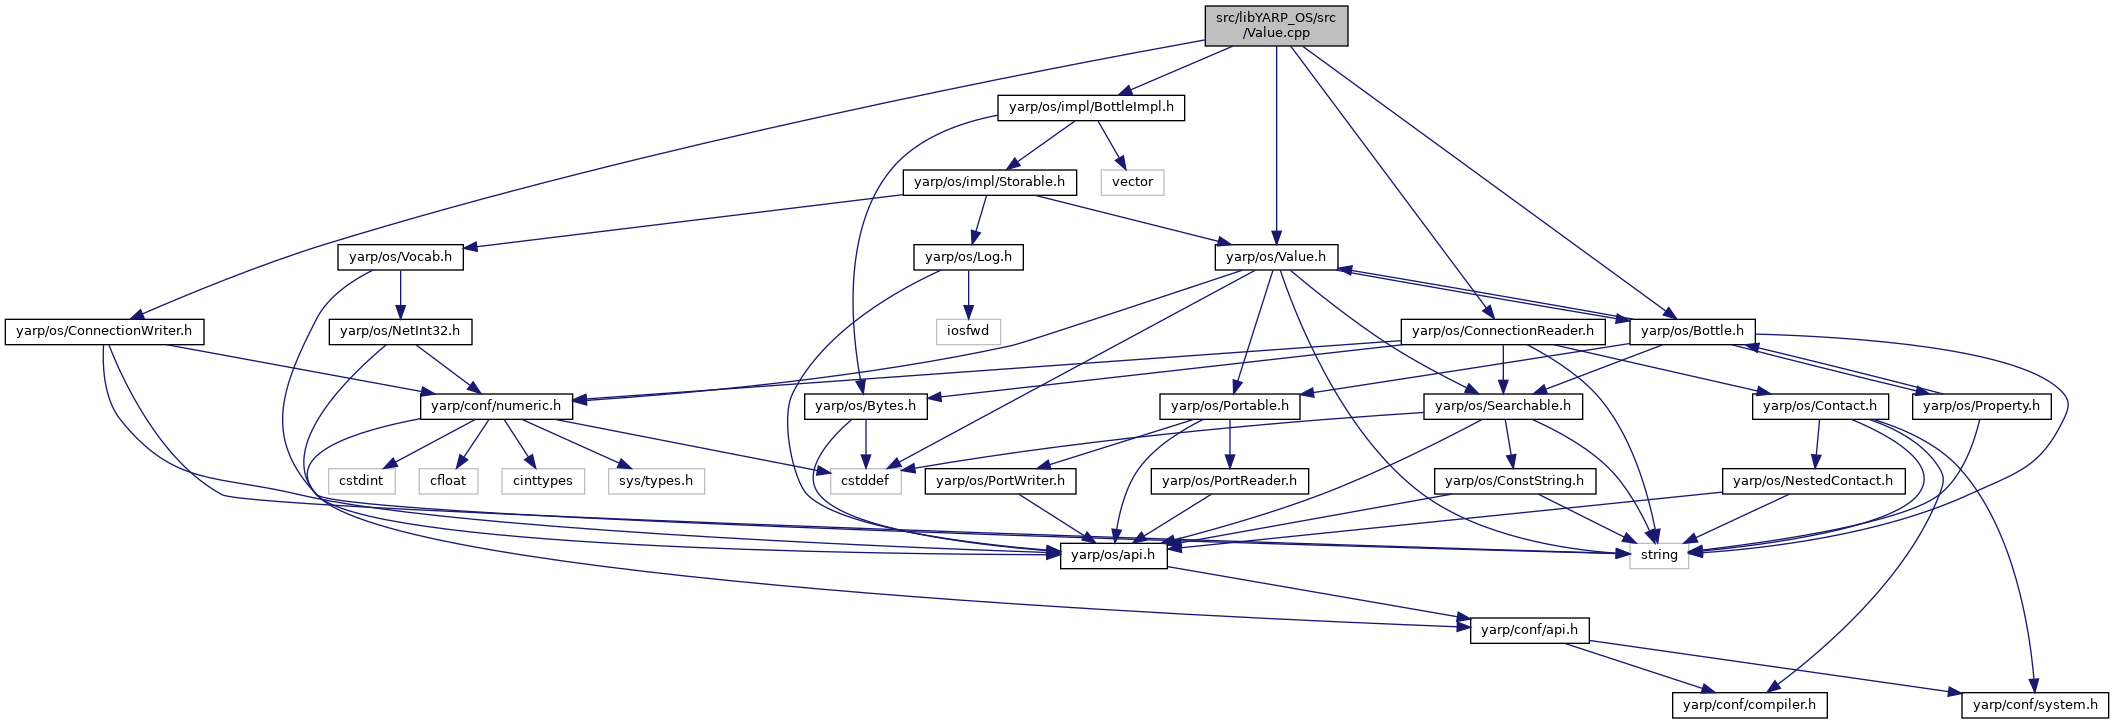 src/libYARP_OS/src
/Value.cpp
yarp/os/impl/BottleImpl.h
yarp/os/impl/Storable.h
vector
yarp/os/Vocab.h
yarp/os/Log.h
yarp/os/Value.h
yarp/os/ConnectionWriter.h
yarp/os/NetInt32.h
iosfwd
yarp/os/ConnectionReader.h
yarp/os/Bottle.h
yarp/conf/numeric.h
yarp/os/Bytes.h
yarp/os/Portable.h
yarp/os/Searchable.h
yarp/os/Contact.h
yarp/os/Property.h
cstdint
cfloat
cinttypes
sys/types.h
cstddef
yarp/os/PortWriter.h
yarp/os/PortReader.h
yarp/os/ConstString.h
yarp/os/NestedContact.h
yarp/os/api.h
string
yarp/conf/api.h
yarp/conf/compiler.h
yarp/conf/system.h